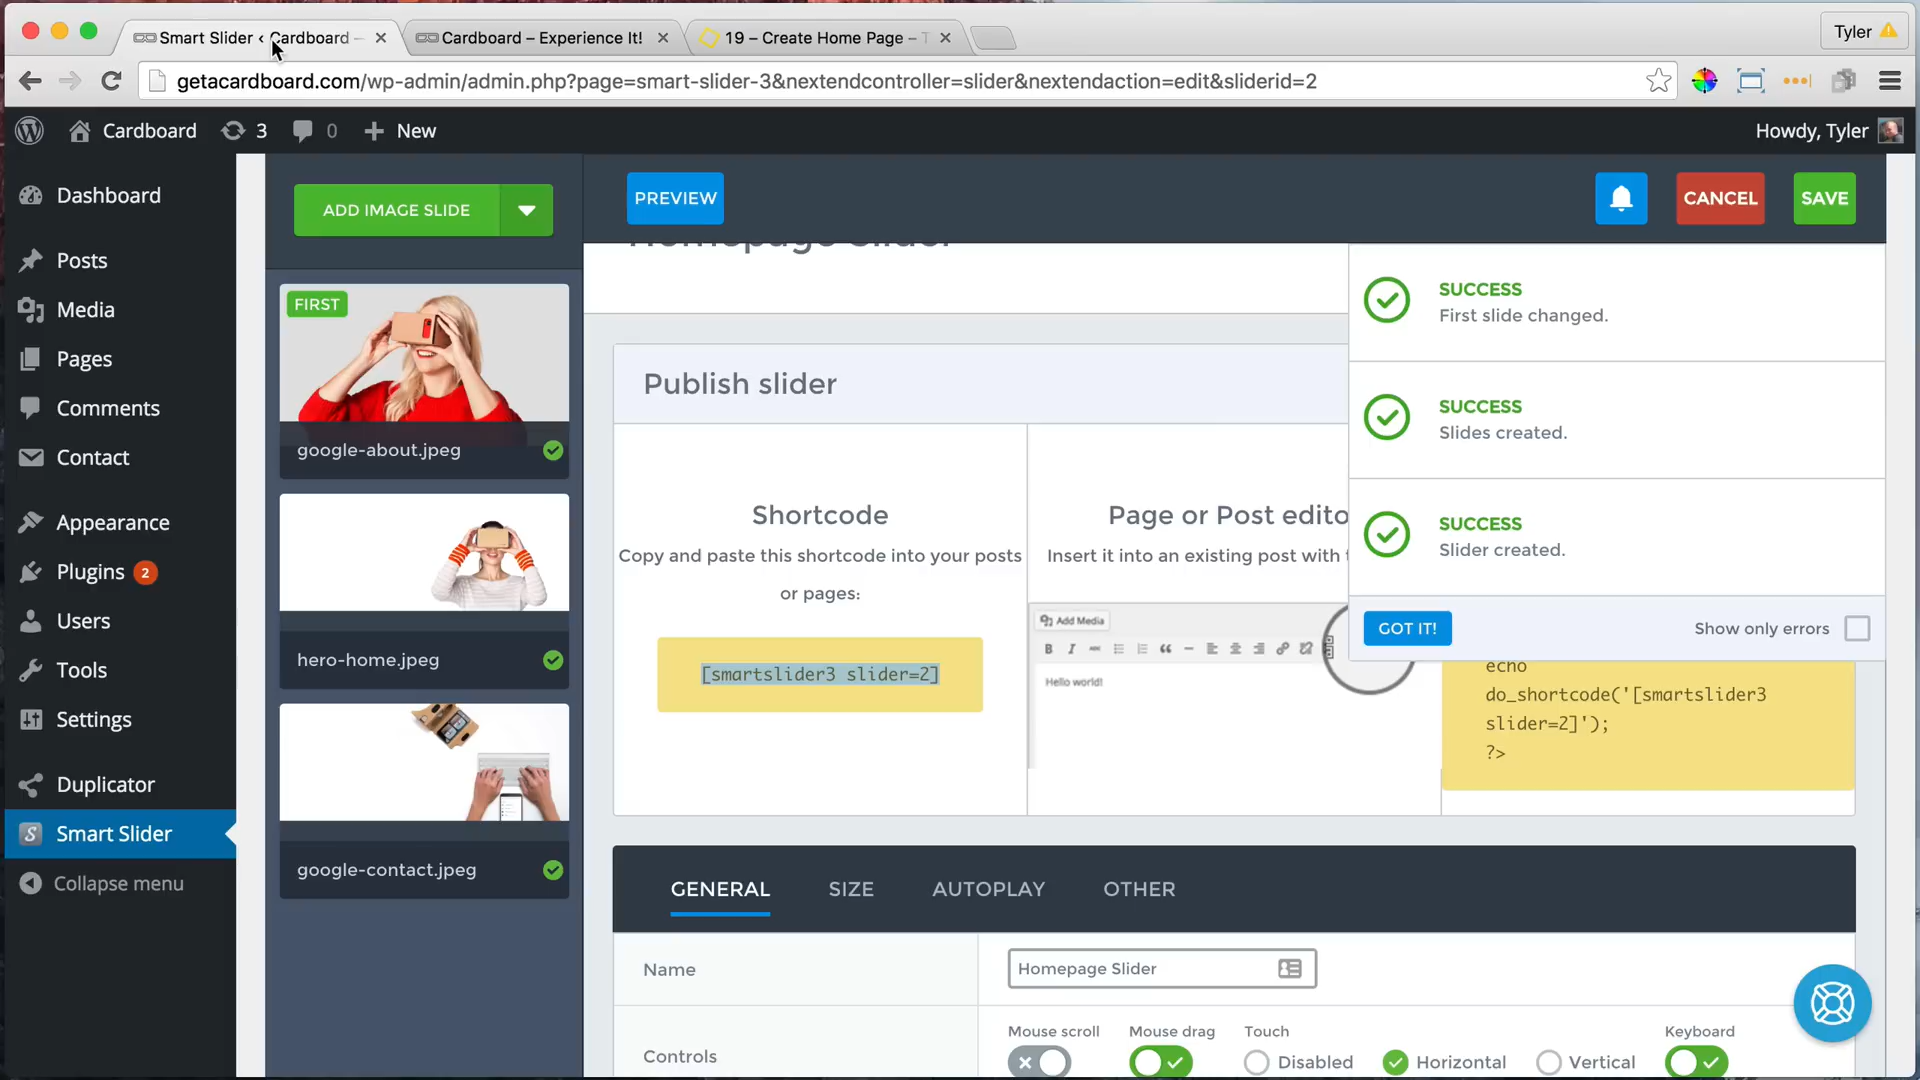 Smart Slider ‹ Cardboard –
Cardboard – Experience It!
19 – Create Home Page – T
Tyler
getacardboard.com/wp-admin/admin.php?page=smart-slider-3&nextendcontroller=slider&nextendaction=edit&sliderid=2
Cardboard
3
0
New
Howdy, Tyler
Dashboard
Posts
Media
Pages
Comments
Contact
Appearance
Plugins 2
Users
Tools
Settings
Duplicator
Smart Slider
Collapse menu
ADD IMAGE SLIDE
FIRST
google-about.jpeg
hero-home.jpeg
google-contact.jpeg
PREVIEW
CANCEL
SAVE
Homepage Slider
Publish slider
Shortcode
Copy and paste this shortcode into your posts
or pages:
[smartslider3 slider=2]
Page or Post edito
Insert it into an existing post with t
Add Media
B I ABC
Hello world!
SUCCESS
First slide changed.
SUCCESS
Slides created.
SUCCESS
Slider created.
GOT IT!
Show only errors
echo
do_shortcode('[smartslider3
slider=2]');
?>
GENERAL
SIZE
AUTOPLAY
OTHER
Name
Homepage Slider
Controls
Mouse scroll
Mouse drag
Touch
Disabled
Horizontal
Vertical
Keyboard